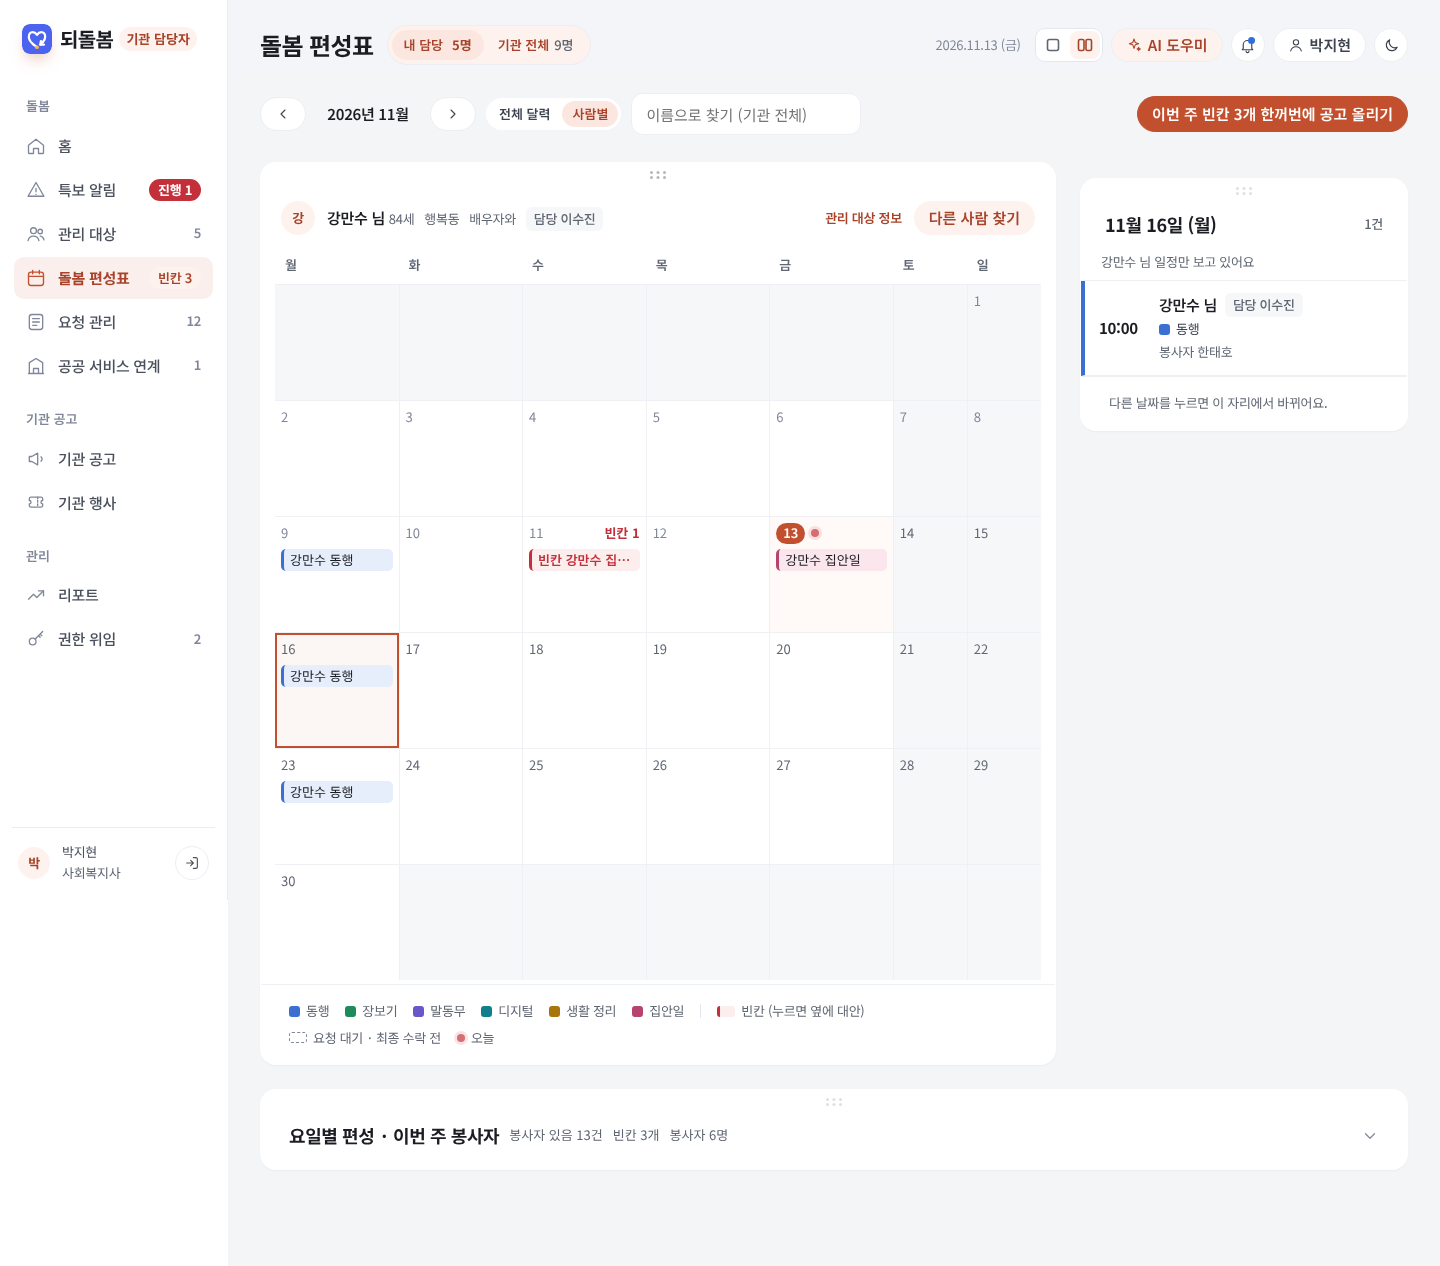 되돌봄 기관 담당자
돌봄
홈
특보 알림 진행 1
관리 대상 5
돌봄 편성표 빈칸 3
요청 관리 12
공공 서비스 연계 1
기관 공고
기관 공고
기관 행사
관리
리포트
권한 위임 2
박 박지현
사회복지사
돌봄 편성표 내 담당 5명 기관 전체 9명 2026.11.13 (금) AI 도우미 박지현
2026년 11월 전체 달력 사람별 이름으로 찾기 (기관 전체) 이번 주 빈칸 3개 한꺼번에 공고 올리기
강 강만수 님 84세 행복동 배우자와 담당 이수진 관리 대상 정보 다른 사람 찾기
월 화 수 목 금 토 일
1
2 3 4 5 6 7 8
9 10 11 빈칸 1 12 13 14 15
강만수 동행 빈칸 강만수 집… 강만수 집안일
16 17 18 19 20 21 22
강만수 동행
23 24 25 26 27 28 29
강만수 동행
30
동행 장보기 말동무 디지털 생활 정리 집안일 빈칸 (누르면 옆에 대안)
요청 대기 · 최종 수락 전 오늘
11월 16일 (월) 1건
강만수 님 일정만 보고 있어요
10:00 강만수 님 담당 이수진
동행
봉사자 한태호
다른 날짜를 누르면 이 자리에서 바뀌어요.
요일별 편성 · 이번 주 봉사자 봉사자 있음 13건 빈칸 3개 봉사자 6명